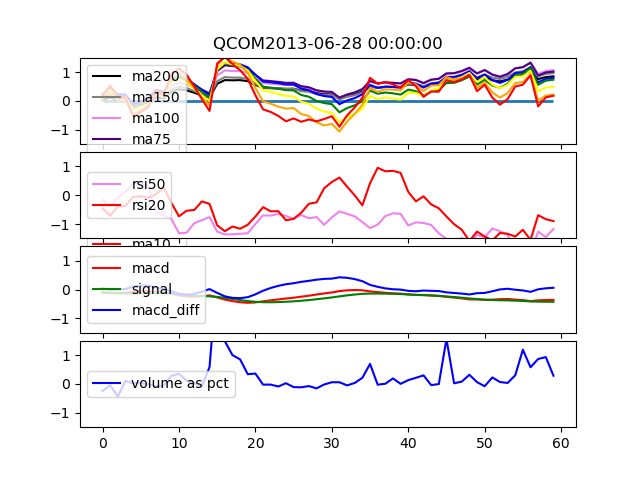 QCOM2013-06-28 00:00:00
1
0
−1
ma200
ma150
ma100
ma75
1
0
−1
rsi50
rsi20
ma10
1
0
−1
macd
signal
macd_diff
1
0
−1
volume as pct
0 10 20 30 40 50 60